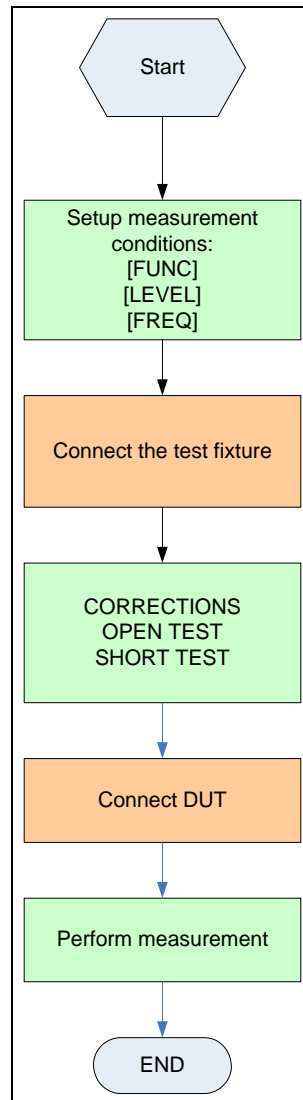 Start
Setup measurement
conditions:
[FUNC]
[LEVEL]
[FREQ]
Connect the test fixture
CORRECTIONS
OPEN TEST
SHORT TEST
Connect DUT
Perform measurement
END